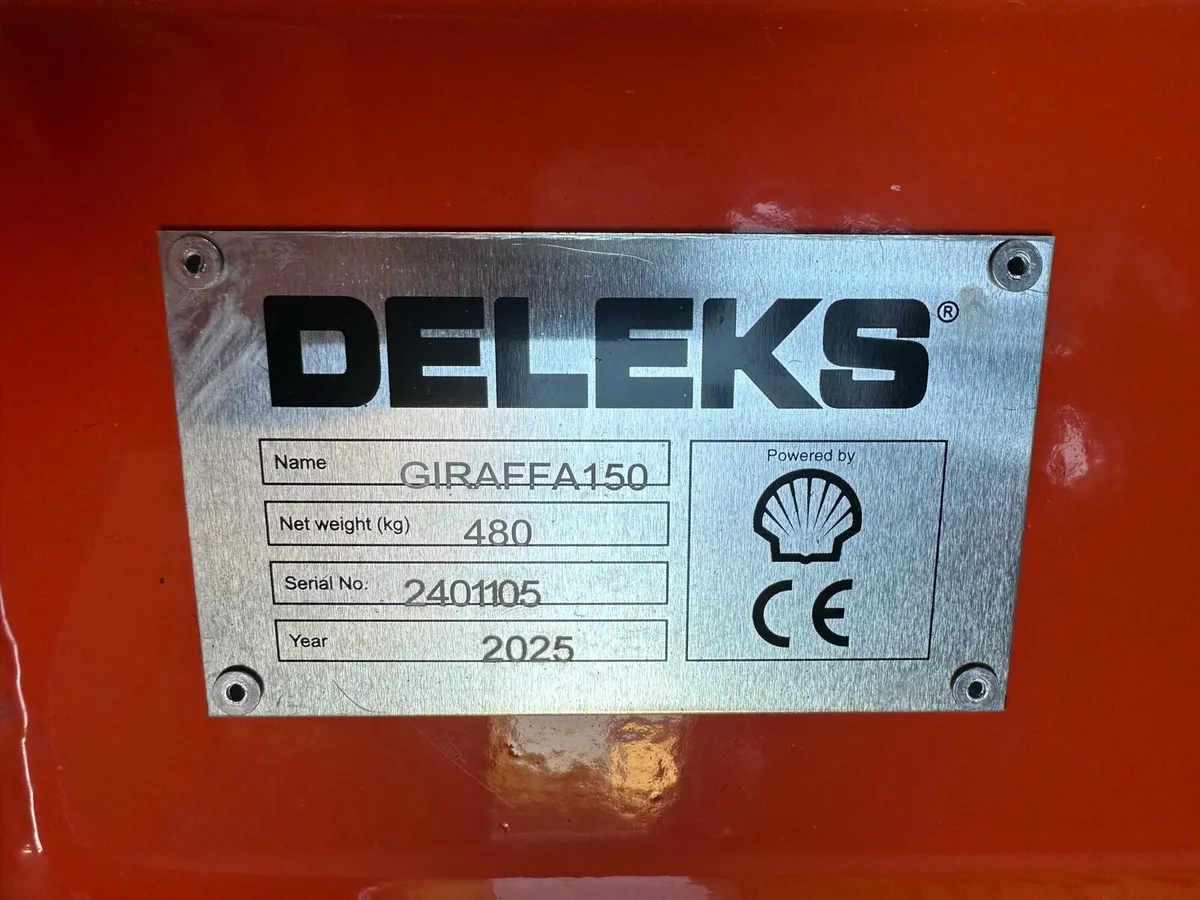 DELEKS®
Name GIRAFFA150
Net weight (kg) 480
Serial No. 2401105
Year 2025
Powered by
CE